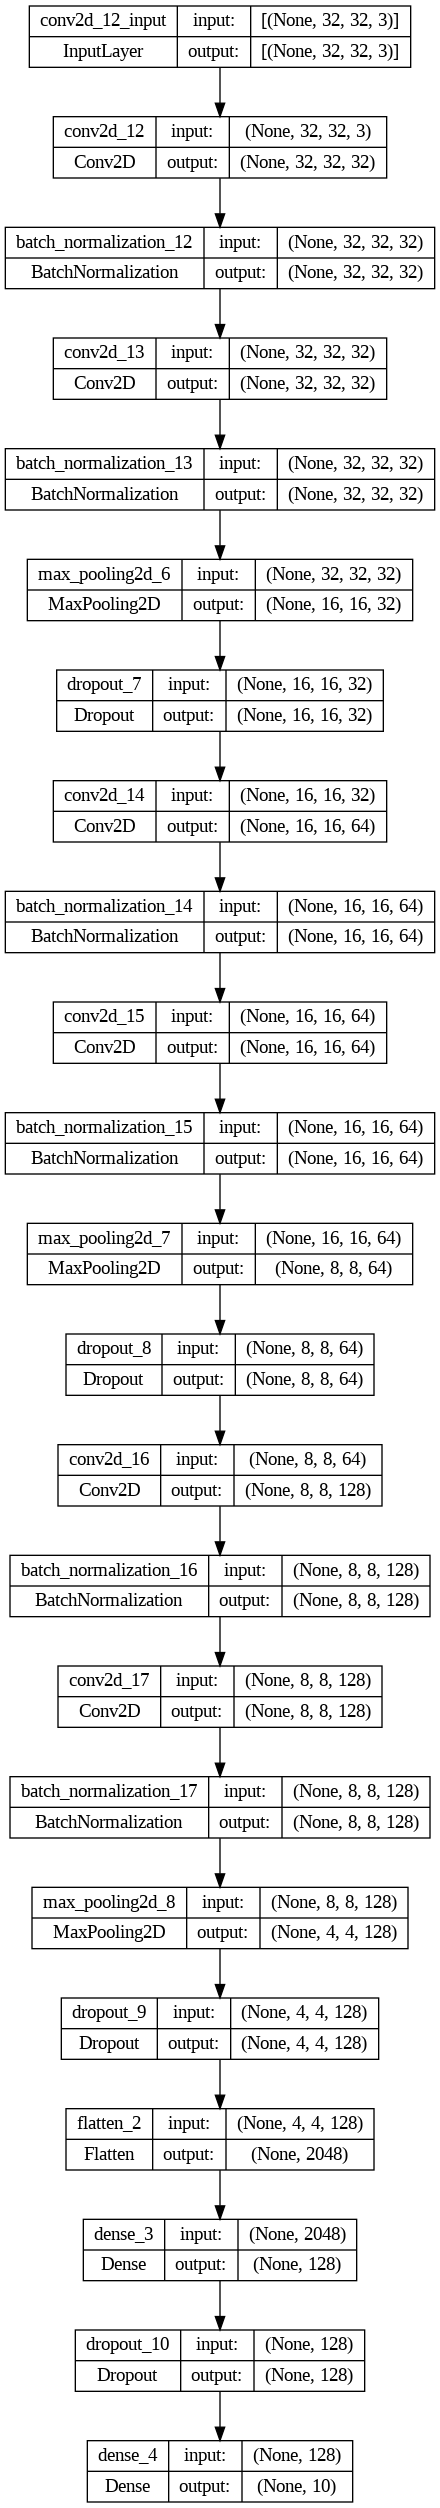 conv2d_12_input input: [(None, 32, 32, 3)]
InputLayer output: [(None, 32, 32, 3)]
conv2d_12 input: (None, 32, 32, 3)
Conv2D output: (None, 32, 32, 32)
batch_normalization_12 input: (None, 32, 32, 32)
BatchNormalization output: (None, 32, 32, 32)
conv2d_13 input: (None, 32, 32, 32)
Conv2D output: (None, 32, 32, 32)
batch_normalization_13 input: (None, 32, 32, 32)
BatchNormalization output: (None, 32, 32, 32)
max_pooling2d_6 input: (None, 32, 32, 32)
MaxPooling2D output: (None, 16, 16, 32)
dropout_7 input: (None, 16, 16, 32)
Dropout output: (None, 16, 16, 32)
conv2d_14 input: (None, 16, 16, 32)
Conv2D output: (None, 16, 16, 64)
batch_normalization_14 input: (None, 16, 16, 64)
BatchNormalization output: (None, 16, 16, 64)
conv2d_15 input: (None, 16, 16, 64)
Conv2D output: (None, 16, 16, 64)
batch_normalization_15 input: (None, 16, 16, 64)
BatchNormalization output: (None, 16, 16, 64)
max_pooling2d_7 input: (None, 16, 16, 64)
MaxPooling2D output: (None, 8, 8, 64)
dropout_8 input: (None, 8, 8, 64)
Dropout output: (None, 8, 8, 64)
conv2d_16 input: (None, 8, 8, 64)
Conv2D output: (None, 8, 8, 128)
batch_normalization_16 input: (None, 8, 8, 128)
BatchNormalization output: (None, 8, 8, 128)
conv2d_17 input: (None, 8, 8, 128)
Conv2D output: (None, 8, 8, 128)
batch_normalization_17 input: (None, 8, 8, 128)
BatchNormalization output: (None, 8, 8, 128)
max_pooling2d_8 input: (None, 8, 8, 128)
MaxPooling2D output: (None, 4, 4, 128)
dropout_9 input: (None, 4, 4, 128)
Dropout output: (None, 4, 4, 128)
flatten_2 input: (None, 4, 4, 128)
Flatten output: (None, 2048)
dense_3 input: (None, 2048)
Dense output: (None, 128)
dropout_10 input: (None, 128)
Dropout output: (None, 128)
dense_4 input: (None, 128)
Dense output: (None, 10)